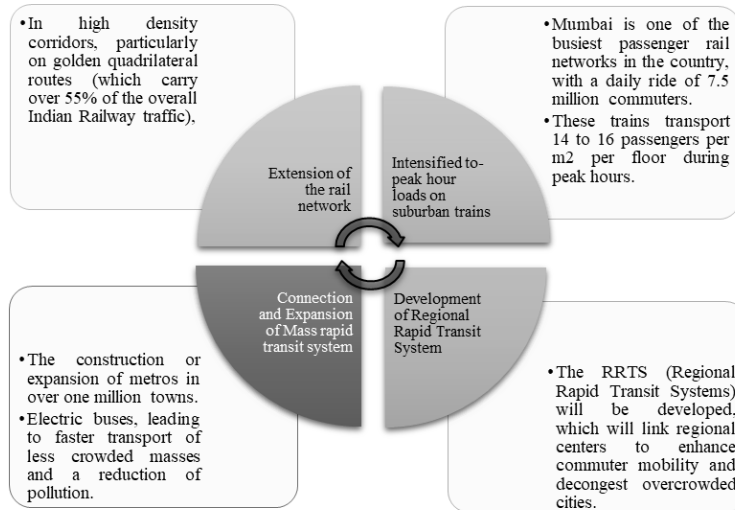 •In high density
corridors, particularly
on golden quadrilateral
routes (which carry
over 55% of the overall
Indian Railway traffic),
•Mumbai is one of the
busiest passenger rail
networks in the country,
with a daily ride of 7.5
million commuters.
•These trains transport
14 to 16 passengers per
m2 per floor during
peak hours.
Extension of
the rail
network
Intensified to-
peak hour
loads on
suburban trains
Connection
and Expansion
of Mass rapid
transit system
Development
of Regional
Rapid Transit
System
•The construction or
expansion of metros in
over one million towns.
•Electric buses, leading
to faster transport of
less crowded masses
and a reduction of
pollution.
•The RRTS (Regional
Rapid Transit Systems)
will be developed,
which will link regional
centers to enhance
commuter mobility and
decongest overcrowded
cities.